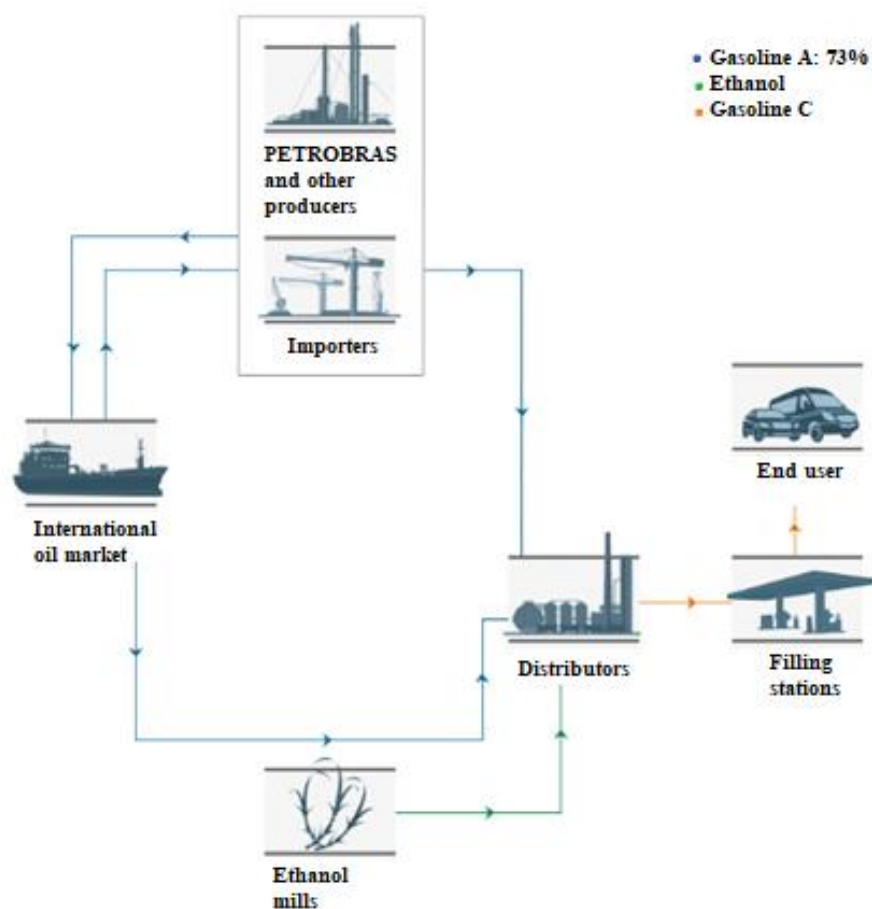 Gasoline A: 73%
Ethanol
Gasoline C
PETROBRAS
and other
producers
Importers
International
oil market
End user
Distributors
Filling
stations
Ethanol
mills